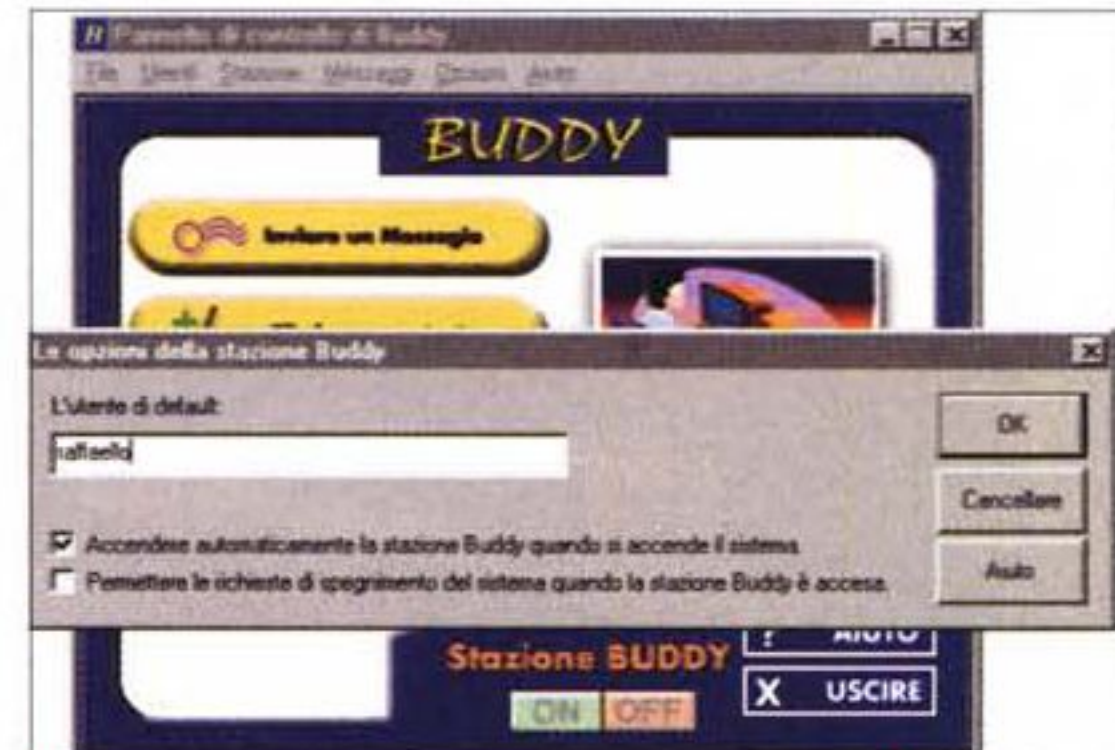 Pannello di controllo di Buddy
File Utenti Stazione Messaggi Opzioni Aiuto
BUDDY
Inviare un Messagio
Le opzioni della stazione Buddy
L'utente di default:
raffaello
OK
Cancellare
Aiuto
Accendere automaticamente la stazione Buddy quando si accende il sistema
Permettere le richieste di spegnimento del sistema quando la stazione Buddy è accesa.
Stazione BUDDY
ON OFF
? AIUTO
X USCIRE